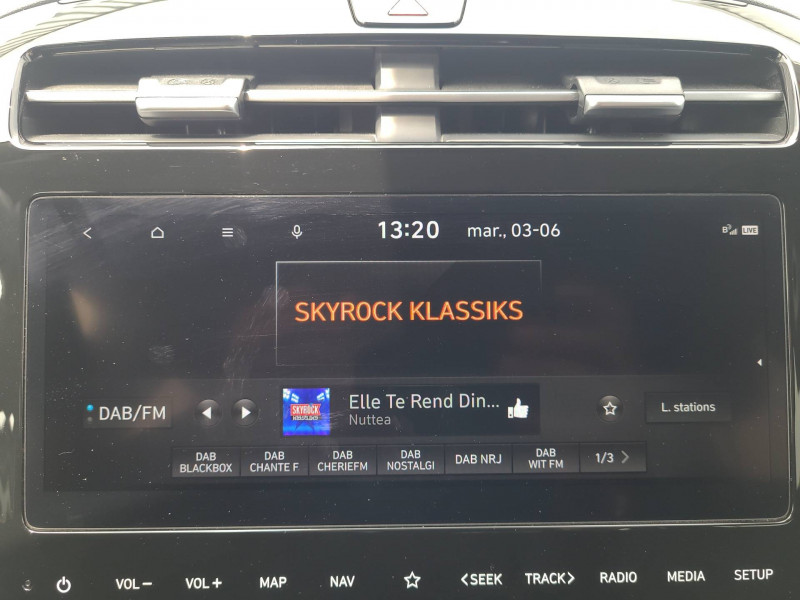 13:20 mar., 03-06
LIVE
SKYROCK KLASSIKS
DAB/FM
SKYROCK
Elle Te Rend Din...
Nuttea
L. stations
DAB BLACKBOX
DAB CHANTE F
DAB CHERIEFM
DAB NOSTALGI
DAB NRJ
DAB WIT FM
1/3
VOL− VOL+ MAP NAV <SEEK TRACK> RADIO MEDIA SETUP